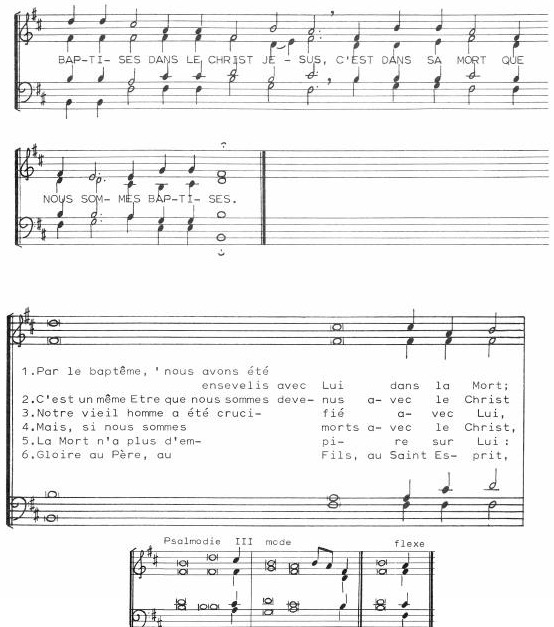 BAP-TI- SES DANS LE CHRIST JE - SUS, C'EST DANS SA MORT QUE
NOUS SOM- MES BAP-TI- SES.
1.Par le baptême, 'nous avons été
ensevelis avec Lui dans la Mort;
2.C'est un même Etre que nous sommes deve- nus a- vec le Christ
3.Notre vieil homme a été cruci- fié a- vec Lui,
4.Mais, si nous sommes morts a- vec le Christ,
5.La Mort n'a plus d'em- pi- re sur Lui :
6.Gloire au Père, au Fils, au Saint Es- prit,
Psalmodie III mode flexe